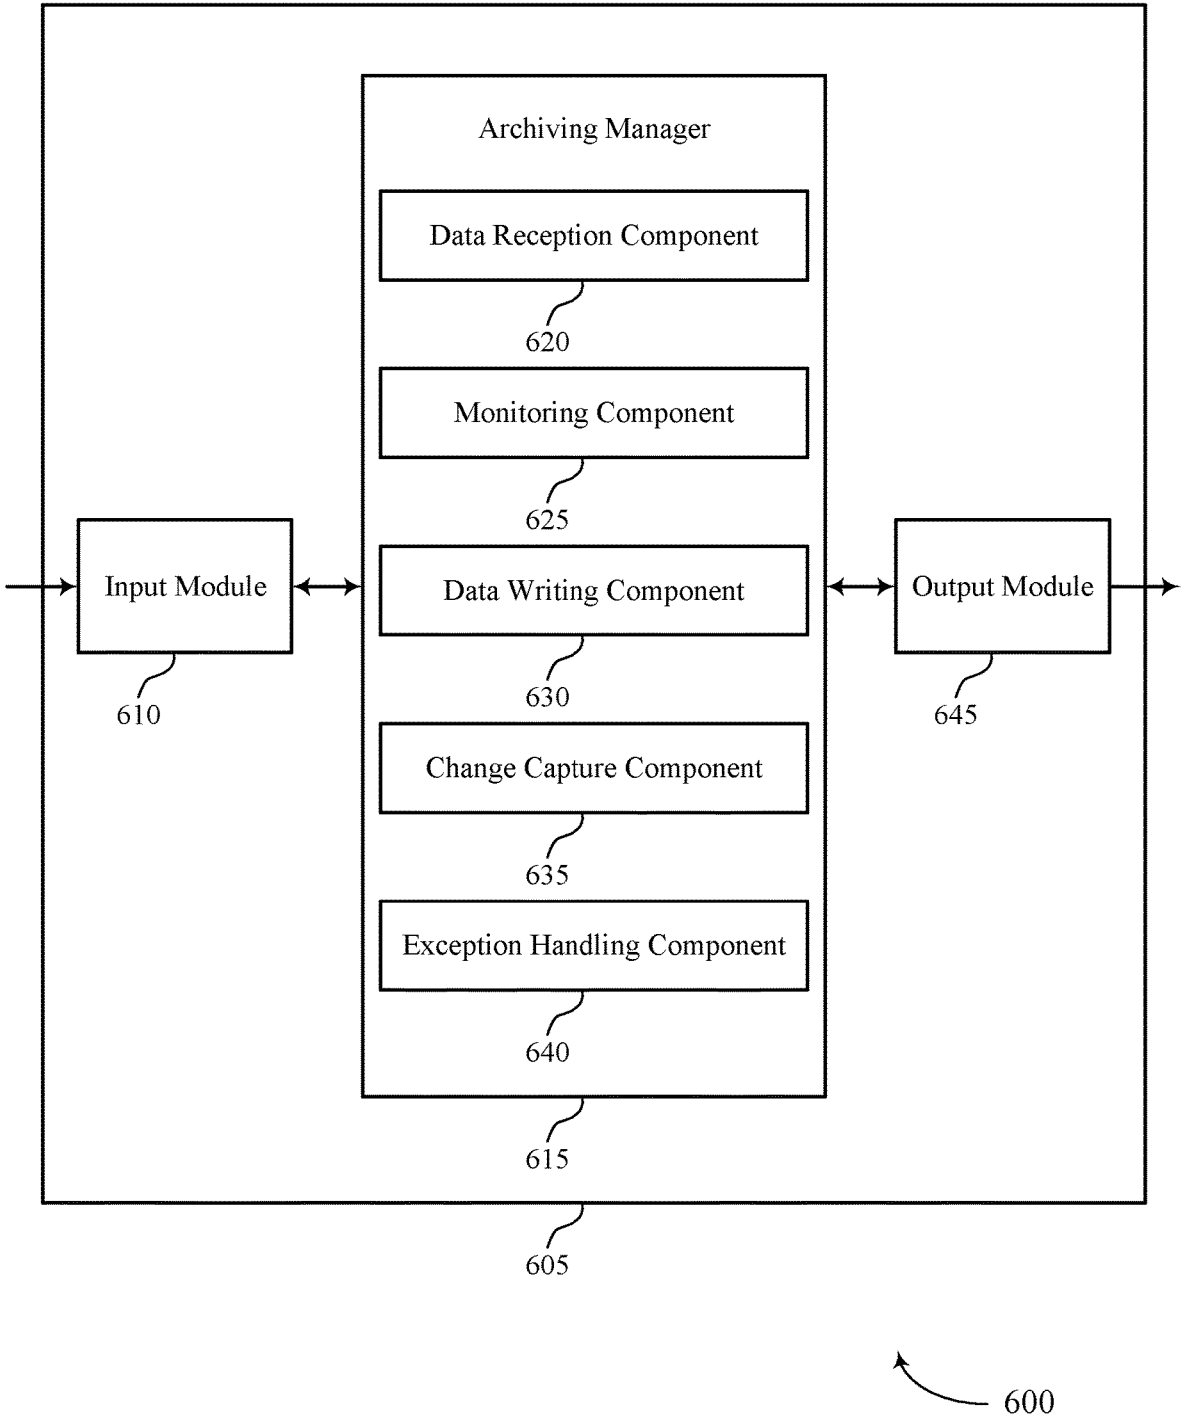 Archiving Manager
Data Reception Component
620
Monitoring Component
625
Input Module
610
Data Writing Component
630
Output Module
645
Change Capture Component
635
Exception Handling Component
640
615
605
600